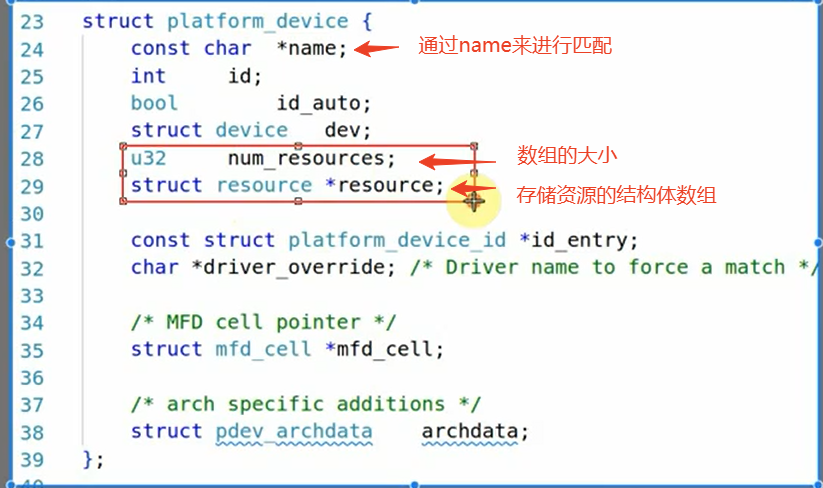 23 struct platform_device {
24 const char *name; 通过name来进行匹配
25 int id;
26 bool id_auto;
27 struct device dev;
28 u32 num_resources; 数组的大小
29 struct resource *resource; 存储资源的结构体数组
30
31 const struct platform_device_id *id_entry;
32 char *driver_override; /* Driver name to force a match */
33
34 /* MFD cell pointer */
35 struct mfd_cell *mfd_cell;
36
37 /* arch specific additions */
38 struct pdev_archdata archdata;
39 };